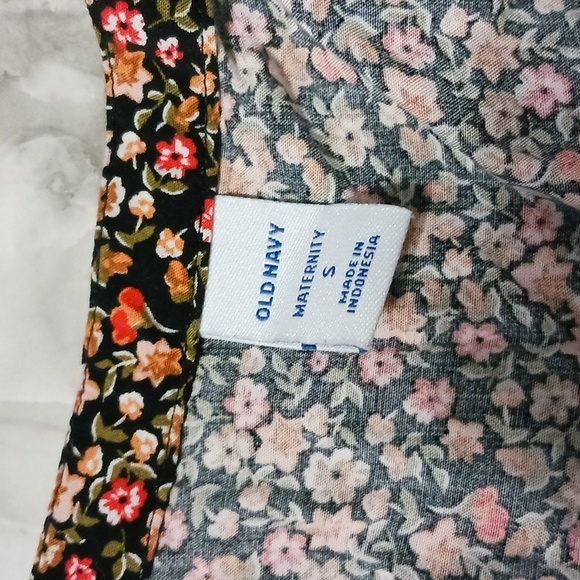 OLD NAVY
MATERNITY
S
MADE IN
INDONESIA